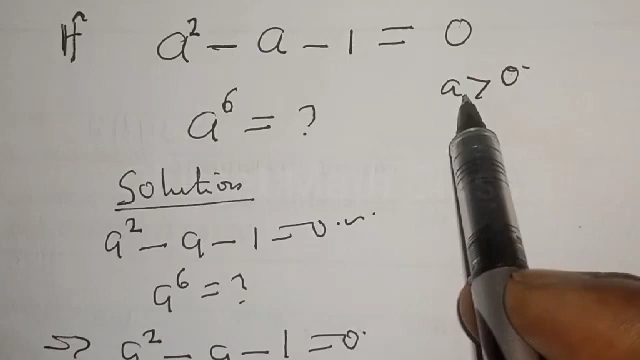 If a² - a - 1 = 0
a > 0
a⁶ = ?
Solution
a² - a - 1 = 0
a⁶ = ?
⇒ a² - a - 1 = 0